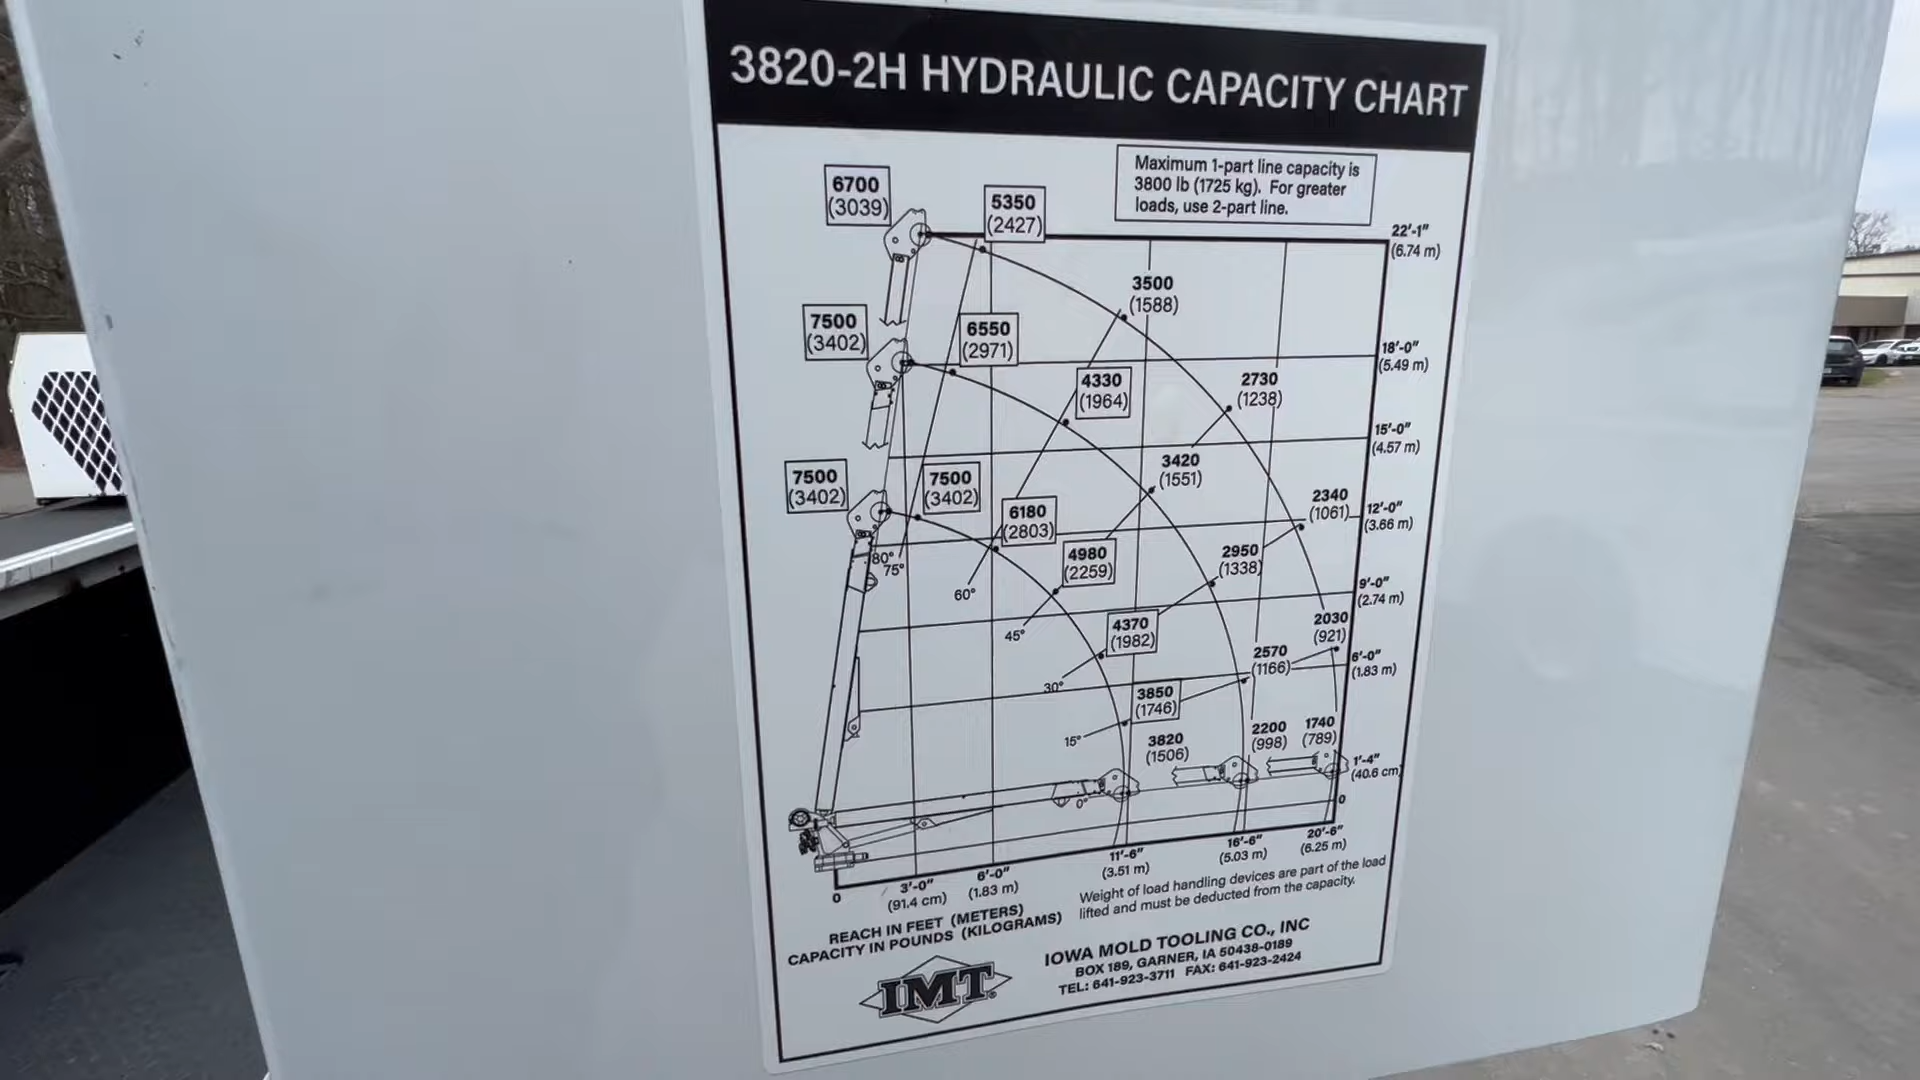 3820-2H HYDRAULIC CAPACITY CHART
Maximum 1-part line capacity is
3800 lb (1725 kg). For greater
loads, use 2-part line.
6700
(3039)
5350
(2427)
22'-1"
(6.74 m)
3500
(1588)
7500
(3402)
6550
(2971)
18'-0"
(5.49 m)
4330
(1964)
2730
(1238)
15'-0"
(4.57 m)
7500
(3402)
7500
(3402)
3420
(1551)
6180
(2803)
2340
(1061)
12'-0"
(3.66 m)
80°
75°
4980
(2259)
2950
(1338)
60°
9'-0"
(2.74 m)
45°
4370
(1982)
2030
(921)
2570
(1166)
6'-0"
(1.83 m)
30°
3850
(1746)
15°
3820
(1506)
2200
(998)
1740
(789)
1'-4"
(40.6 cm)
0°
0
0
3'-0"
(91.4 cm)
6'-0"
(1.83 m)
11'-6"
(3.51 m)
16'-6"
(5.03 m)
20'-6"
(6.25 m)
REACH IN FEET (METERS)
CAPACITY IN POUNDS (KILOGRAMS)
Weight of load handling devices are part of the load
lifted and must be deducted from the capacity.
IMT
IOWA MOLD TOOLING CO., INC
BOX 189, GARNER, IA 50438-0189
TEL: 641-923-3711 FAX: 641-923-2424